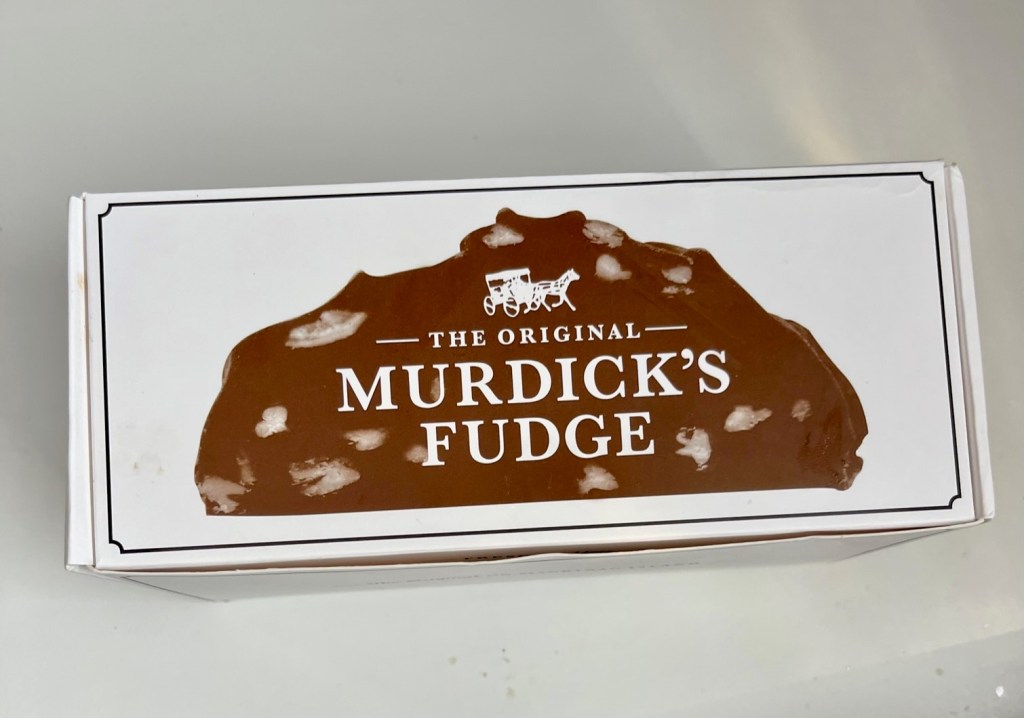 THE ORIGINAL
MURDICK'S
FUDGE